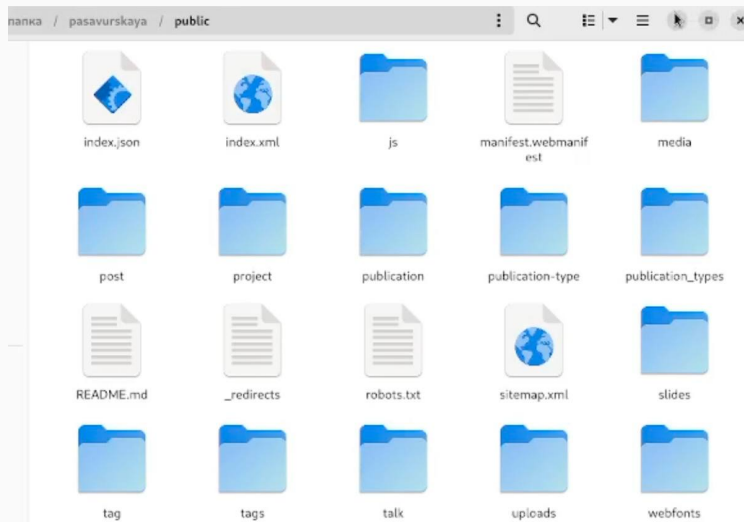 папка / pasavurskaya / public
index.json
index.xml
js
manifest.webmanif
est
media
post
project
publication
publication-type
publication_types
README.md
_redirects
robots.txt
sitemap.xml
slides
tag
tags
talk
uploads
webfonts